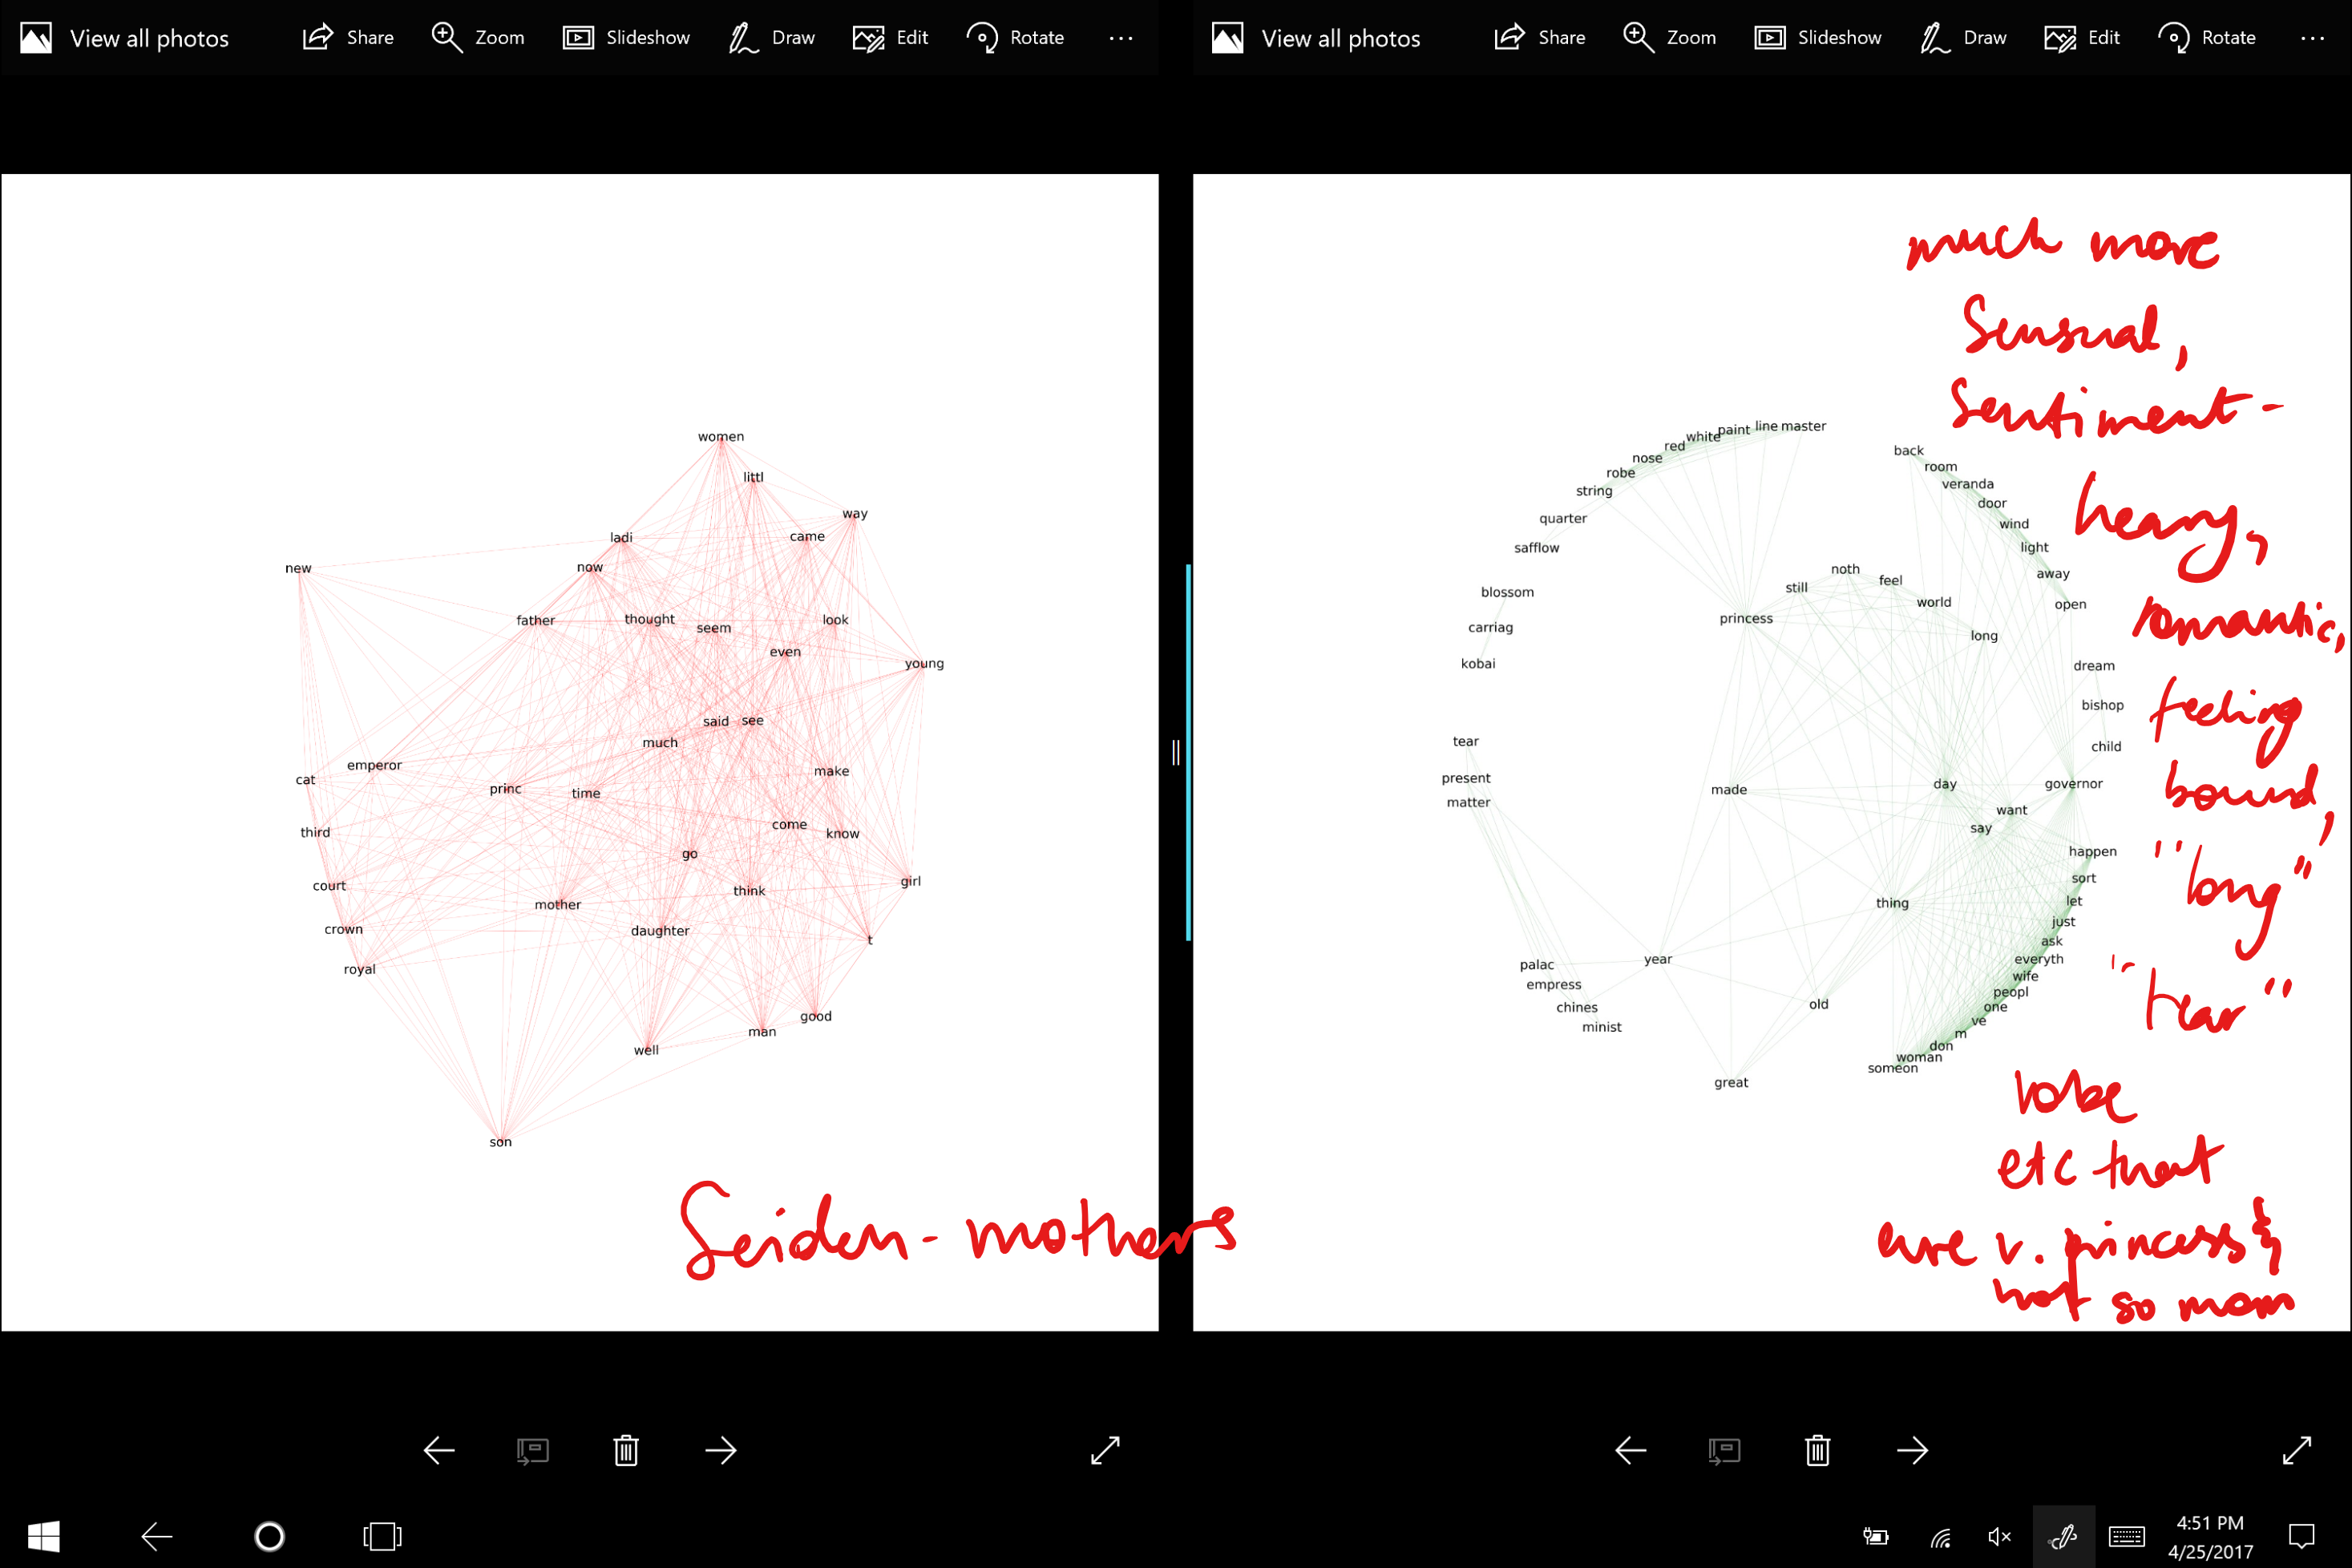 View all photos Share Zoom Slideshow Draw Edit Rotate ...
women
littl
way
ladi
came
new
now
father
thought
seem
look
even
young
said
see
much
emperor
cat
make
princ
time
third
come
know
go
court
think
girl
mother
crown
daughter
t
royal
good
man
well
son
Seiden - mothers
View all photos Share Zoom Slideshow Draw Edit Rotate ...
master
line
paint
white
red
nose
robe
string
quarter
safflow
blossom
carriag
kobai
back
room
veranda
door
wind
light
away
open
noth
still
feel
world
princess
long
dream
bishop
child
tear
present
matter
made
day
governor
want
say
happen
sort
thing
let
just
ask
everyth
wife
peopl
one
ve
m
don
woman
someon
year
palac
empress
chines
minist
old
great
much more
Sensual,
Sentiment-
heavy,
romantic,
feeling
bound,
"long"
"tear"
robe
etc that
are v. princess &
not so mom
4:51 PM
4/25/2017